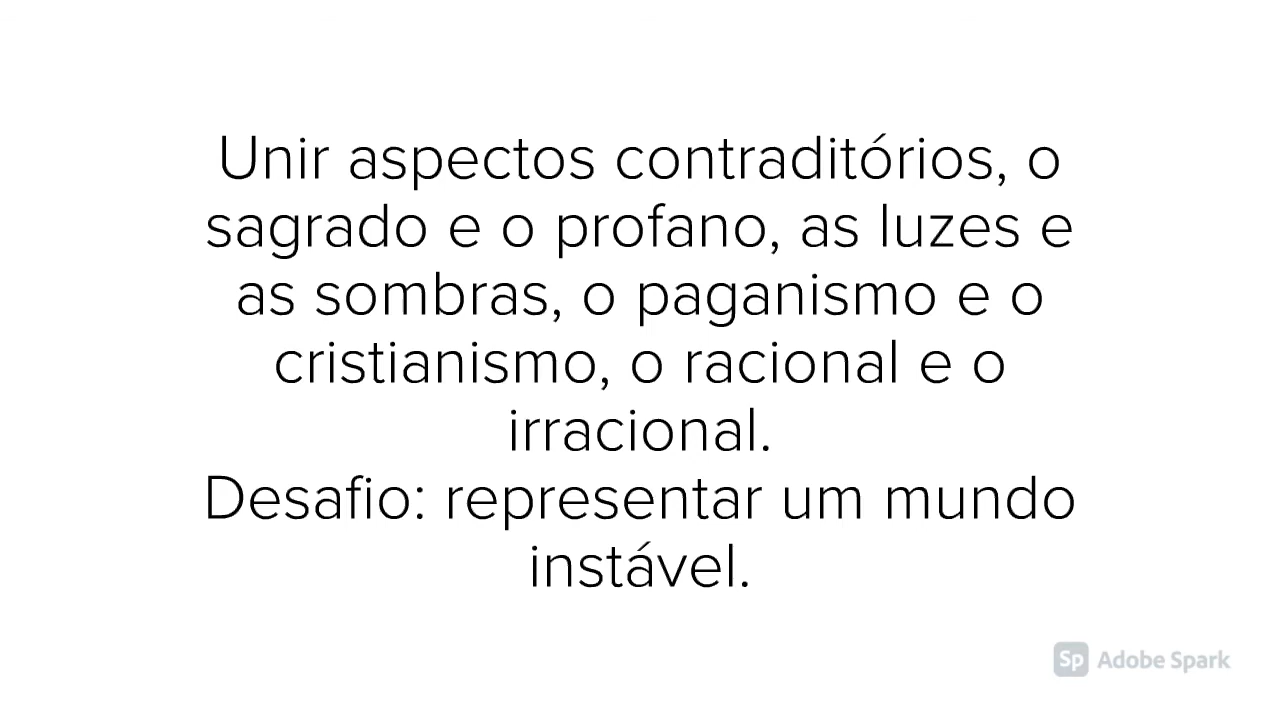 Unir aspectos contraditórios, o
sagrado e o profano, as luzes e
as sombras, o paganismo e o
cristianismo, o racional e o
irracional.
Desafio: representar um mundo
instável.
Sp Adobe Spark